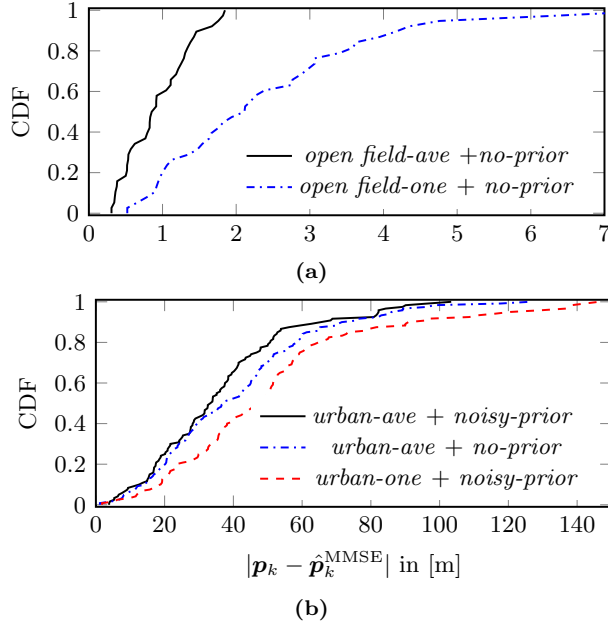 1
0.8
0.6
0.4
0.2
0
CDF
open field-ave +no-prior
open field-one + no-prior
0 1 2 3 4 5 6 7
(a)
1
0.8
0.6
0.4
0.2
0
CDF
urban-ave + noisy-prior
urban-ave + no-prior
urban-one + noisy-prior
0 20 40 60 80 100 120 140
|p_k − p̂_k^MMSE| in [m]
(b)